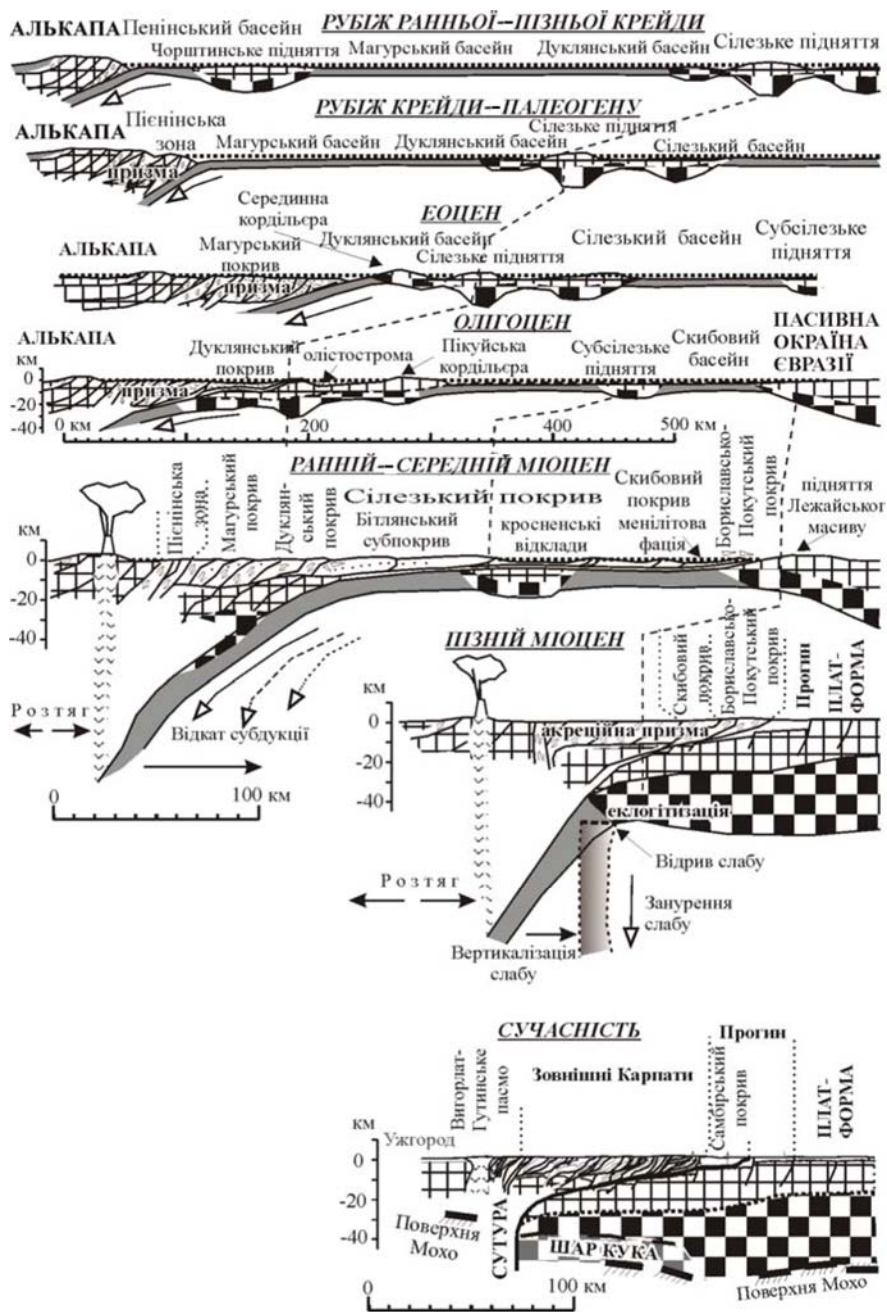 РУБІЖ РАННЬОЇ–ПІЗНЬОЇ КРЕЙДИ
АЛЬКАПА Пенінський басейн
Чорштинське підняття Магурський басейн Дуклянський басейн Сілезьке підняття
РУБІЖ КРЕЙДИ–ПАЛЕОГЕНУ
АЛЬКАПА
Пієнінська
зона
Магурський басейн
Дуклянський басейн
Сілезьке підняття
Сілезький басейн
призма
ЕОЦЕН
Серединна
кордільєра
АЛЬКАПА
Магурський
покрив
Дуклянський басейн
Сілезьке підняття
Сілезький басейн
Субсілезьке
підняття
призма
ОЛІГОЦЕН
АЛЬКАПА
Дуклянський
покрив
олістострома
Пікуйська
кордільєра
Субсілезьке
підняття
Скибовий
басейн
ПАСИВНА
ОКРАЇНА
ЄВРАЗІЇ
км
0
-20
-40
призма
0 км 200 400 500 км
РАННІЙ–СЕРЕДНІЙ МІОЦЕН
Пієнінська
зона
Магурський
покрив
Дуклян-
ський
покрив
Сілезький покрив
Бітлянський
субпокрив
кросненські
відклади
Скибовий
покрив
менілітова
фація
Бориславсько-
Покутський
покрив
підняття
Лежайського
масиву
км
0
-20
-40
Розтяг
Відкат субдукції
0 100 км
ПІЗНІЙ МІОЦЕН
Скибовий
покрив
Бориславсько-
Покутський
покрив
Прогин
ПЛАТ-
ФОРМА
км
0
-20
-40
акреційна призма
еклогітизація
Відрив слабу
Розтяг
Занурення
слабу
Вертикалізація
слабу
СУЧАСНІСТЬ
Прогин
Вигорлат-
Гутинське
пасмо
Зовнішні Карпати
Самбірський
покрив
ПЛАТ-
ФОРМА
км
Ужгород
0
-20
-40
Поверхня
Мохо
СУТУРА
ШАР КУКА
Поверхня Мохо
0 100 км